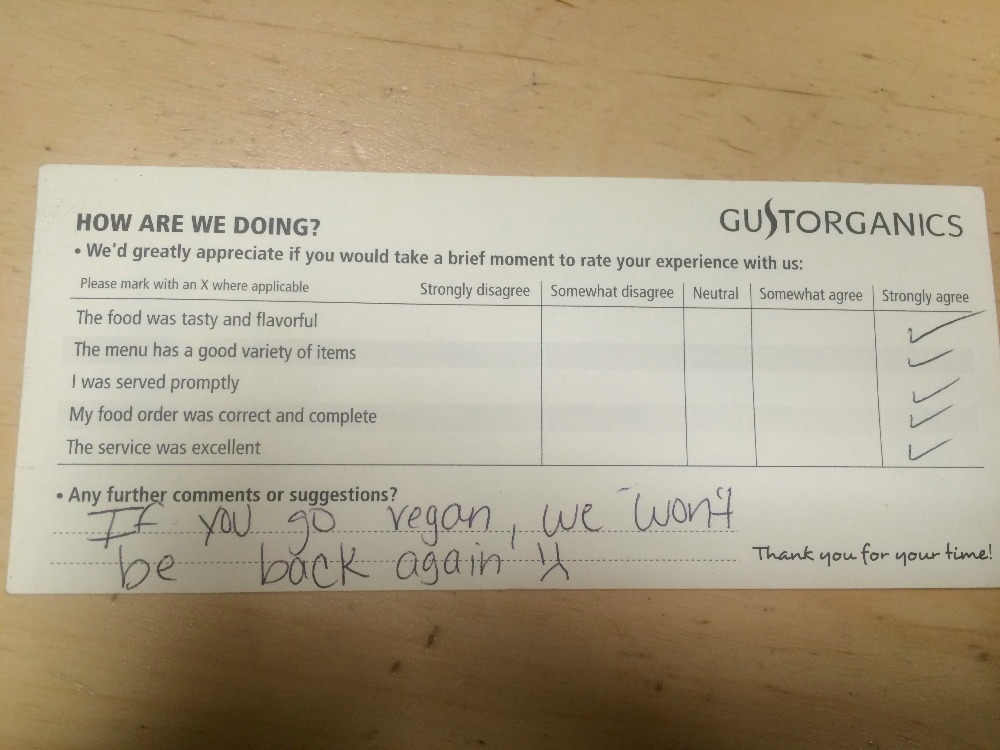 HOW ARE WE DOING?
GUSTORGANICS
• We'd greatly appreciate if you would take a brief moment to rate your experience with us:
Please mark with an X where applicable Strongly disagree Somewhat disagree Neutral Somewhat agree Strongly agree
The food was tasty and flavorful ✓
The menu has a good variety of items ✓
I was served promptly ✓
My food order was correct and complete ✓
The service was excellent ✓
• Any further comments or suggestions?
If you go vegan, we won't
be back again :(
Thank you for your time!